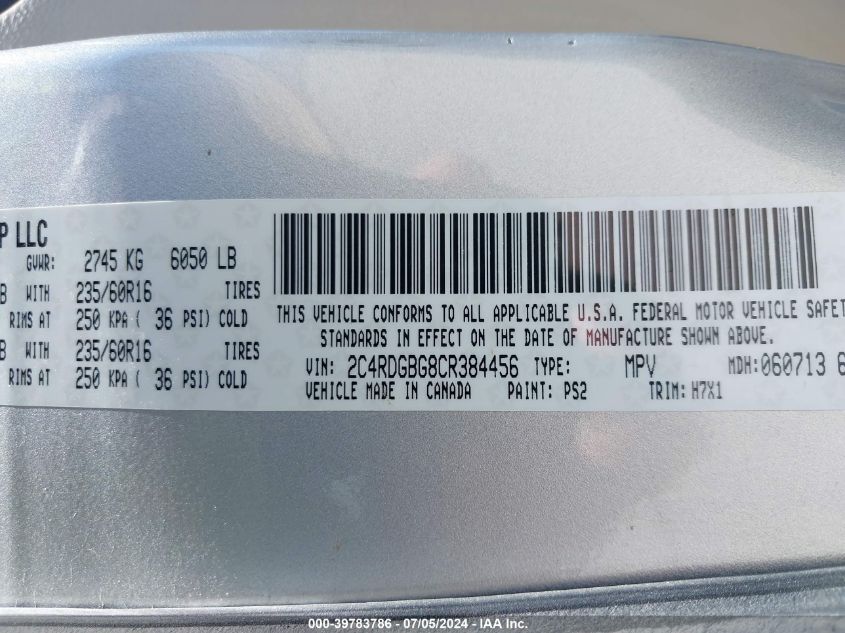 P LLC
GVWR: 2745 KG 6050 LB
B WITH 235/60R16 TIRES
RIMS AT 250 KPA ( 36 PSI) COLD
B WITH 235/60R16 TIRES
RIMS AT 250 KPA ( 36 PSI) COLD
THIS VEHICLE CONFORMS TO ALL APPLICABLE U.S.A. FEDERAL MOTOR VEHICLE SAFET
STANDARDS IN EFFECT ON THE DATE OF MANUFACTURE SHOWN ABOVE.
VIN: 2C4RDGBG8CR384456 TYPE: MPV MDH:060713 6
VEHICLE MADE IN CANADA PAINT: PS2 TRIM: H7X1
000-39783786 - 07/05/2024 - IAA Inc.